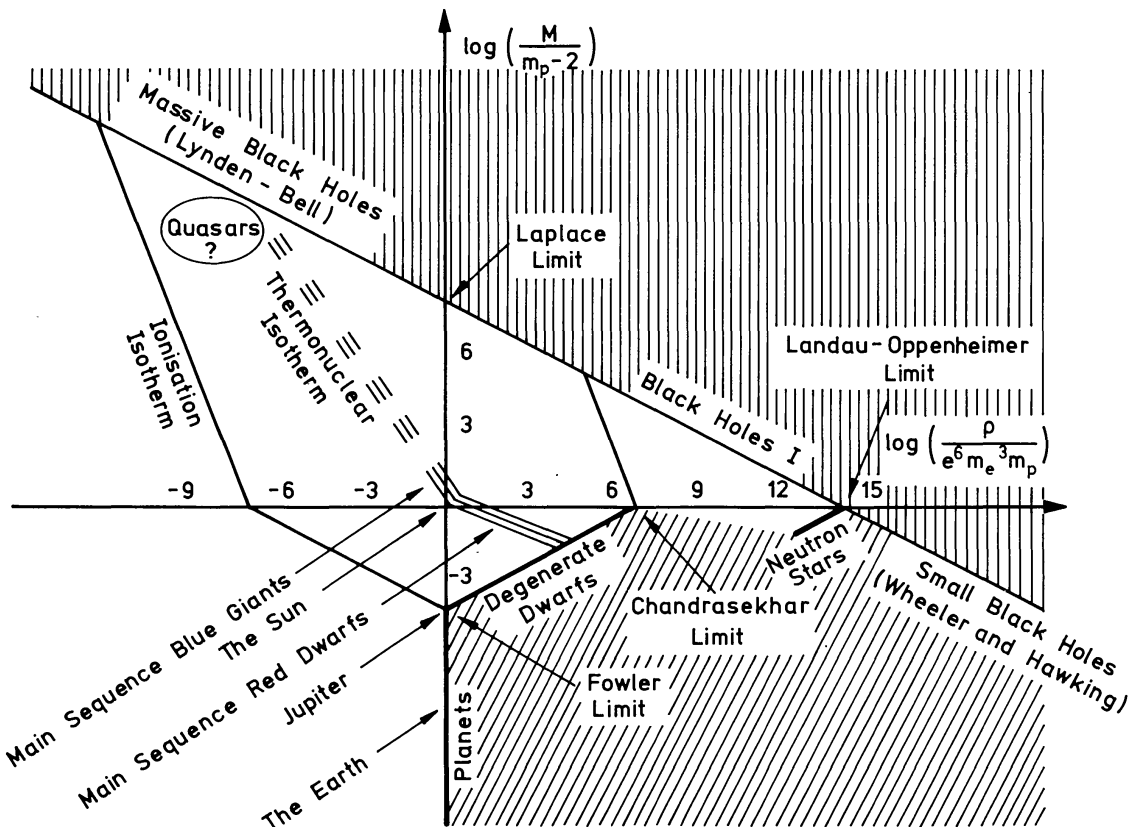 log ( M / m_p-2 )
Massive Black Holes
(Lynden - Bell)
Quasars
?
Laplace
Limit
Thermonuclear
Isotherm
Ionisation
Isotherm
6
3
Landau-Oppenheimer
Limit
Black Holes I
log ( ρ / e^6 m_e^3 m_p )
-9
-6
-3
3
6
9
12
15
-3
Degenerate
Dwarfs
Neutron
Stars
Chandrasekhar
Limit
Small Black Holes
(Wheeler and Hawking)
Fowler
Limit
Planets
Main Sequence Blue Giants
The Sun
Main Sequence Red Dwarfs
Jupiter
The Earth